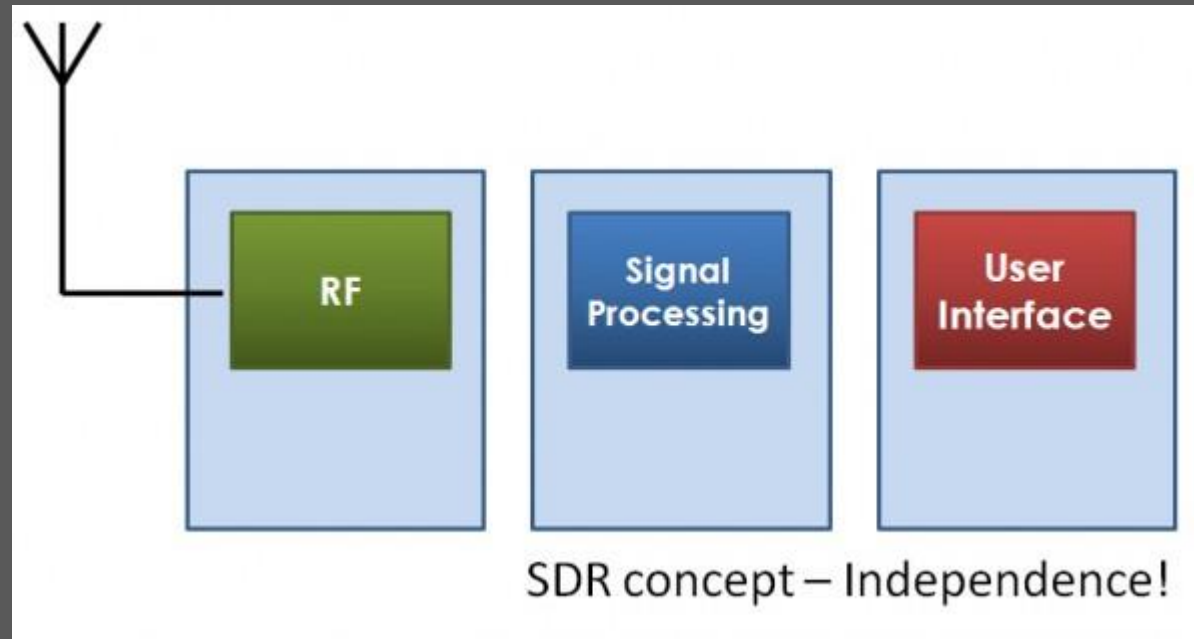 RF
Signal
Processing
User
Interface
SDR concept – Independence!